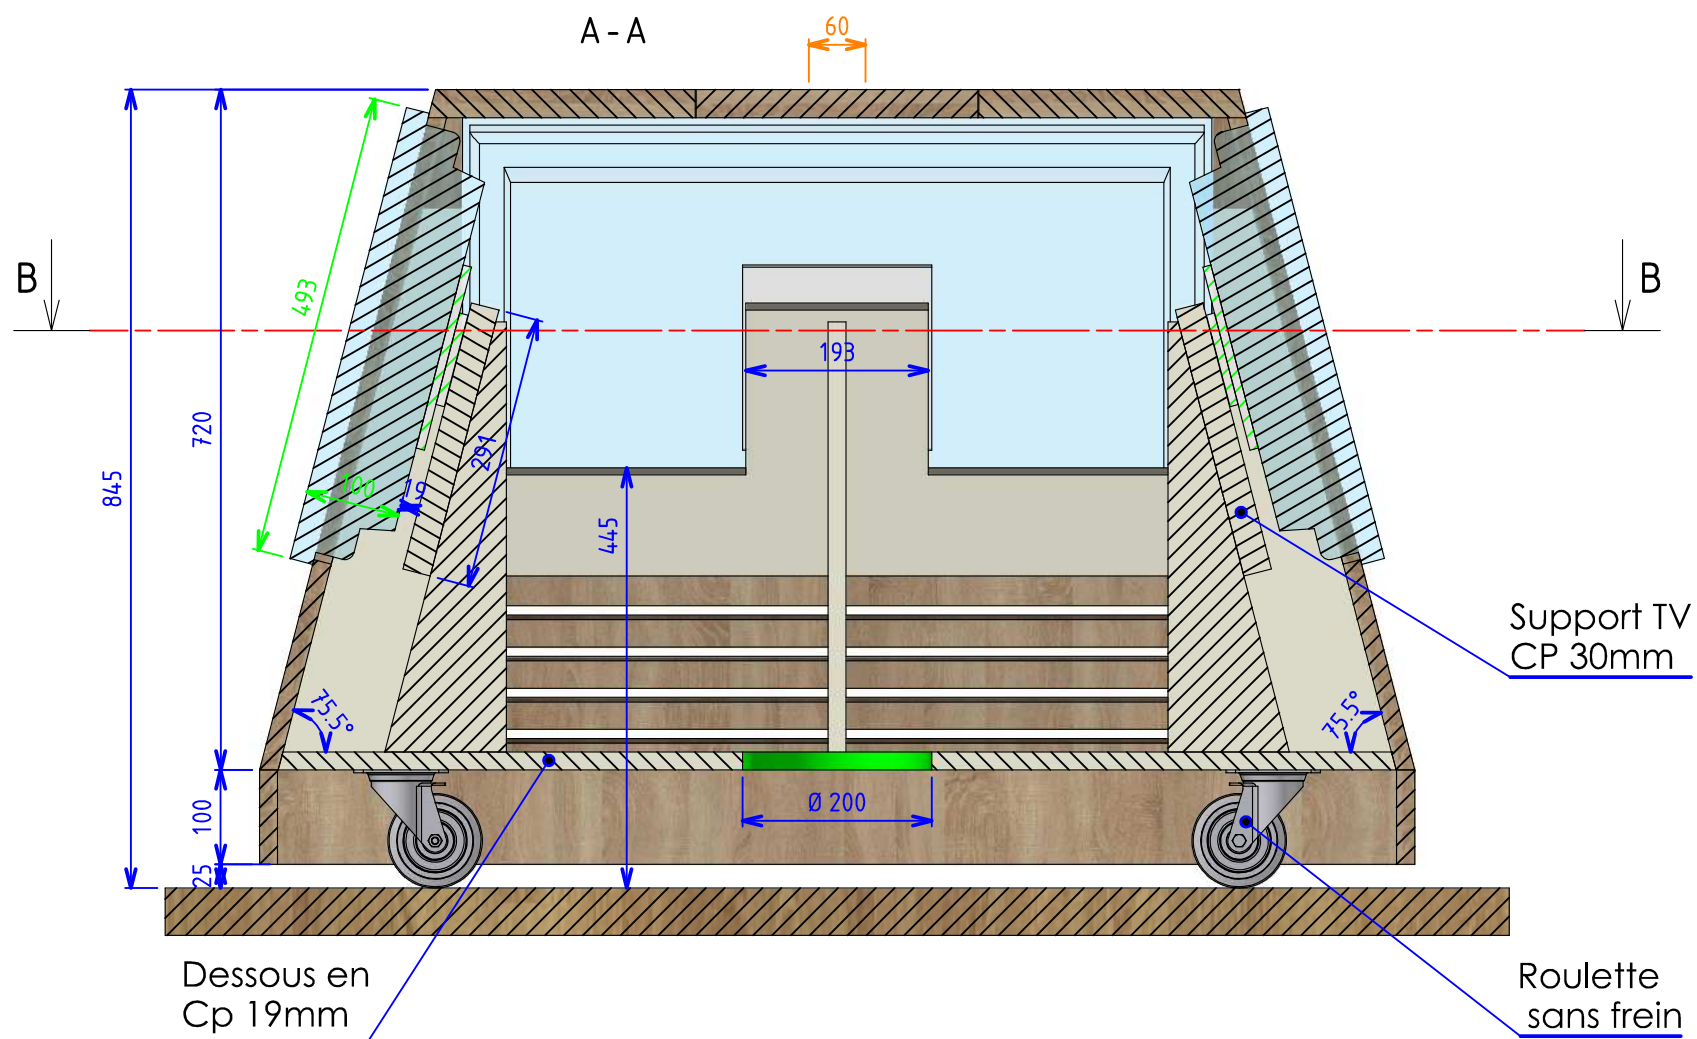 A - A
60
B
B
493
193
720
291
845
100
19
445
Support TV
CP 30mm
75.5°
75.5°
100
Ø 200
25
Dessous en
Cp 19mm
Roulette
sans frein